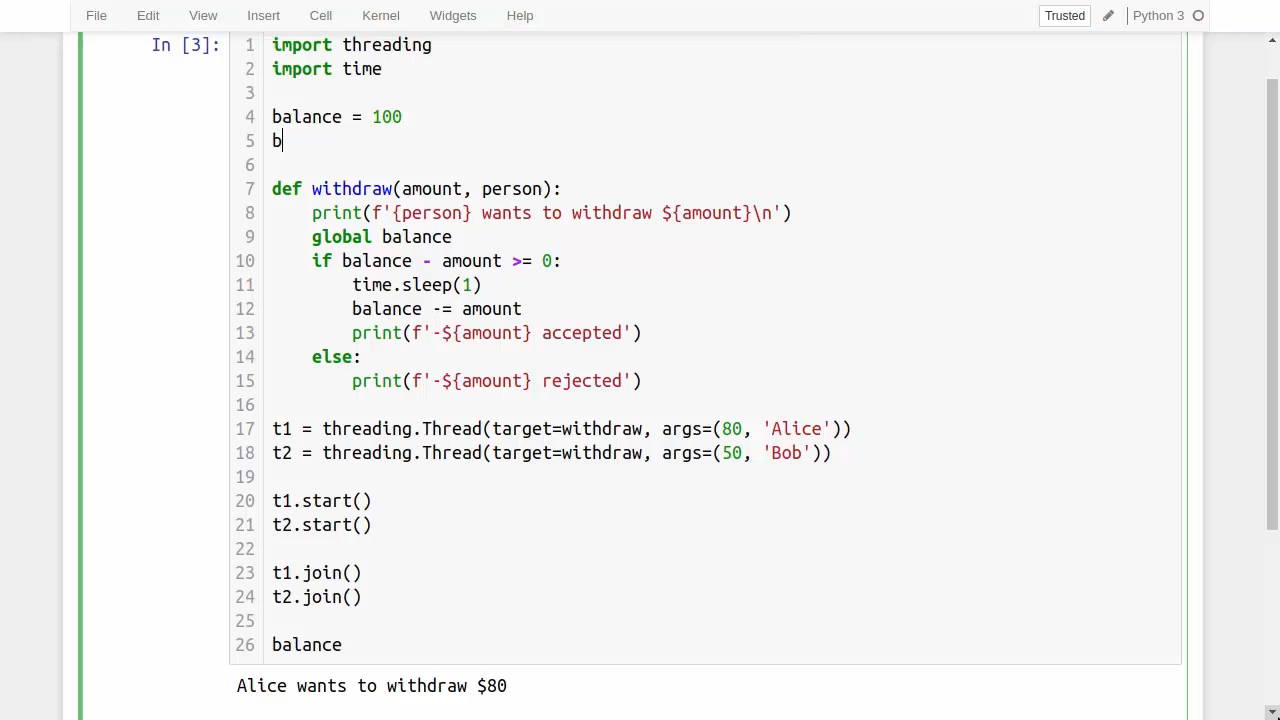 File Edit View Insert Cell Kernel Widgets Help Trusted Python 3
In [3]:
1 import threading
2 import time
3
4 balance = 100
5 b
6
7 def withdraw(amount, person):
8     print(f'{person} wants to withdraw ${amount}\n')
9     global balance
10     if balance - amount >= 0:
11         time.sleep(1)
12         balance -= amount
13         print(f'-${amount} accepted')
14     else:
15         print(f'-${amount} rejected')
16
17 t1 = threading.Thread(target=withdraw, args=(80, 'Alice'))
18 t2 = threading.Thread(target=withdraw, args=(50, 'Bob'))
19
20 t1.start()
21 t2.start()
22
23 t1.join()
24 t2.join()
25
26 balance
Alice wants to withdraw $80